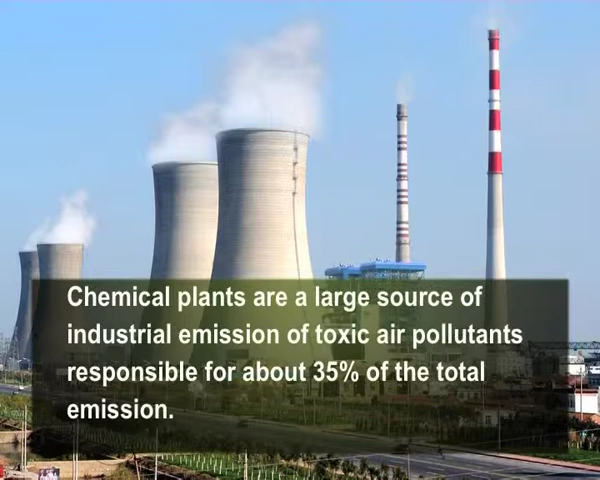 Chemical plants are a large source of
industrial emission of toxic air pollutants
responsible for about 35% of the total
emission.